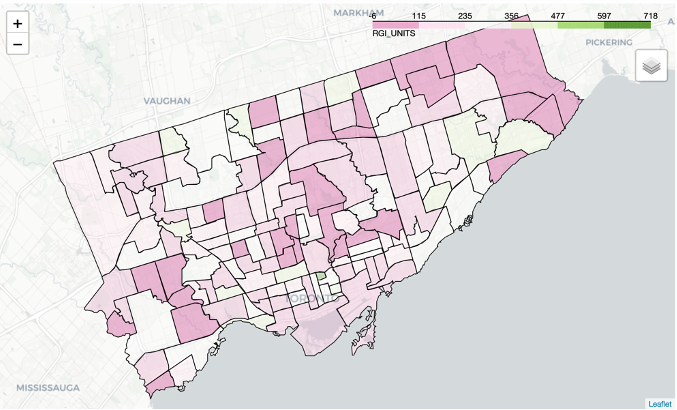 MARKHAM
-6 115 235 356 477 597 718
RGI_UNITS
PICKERING
+
−
VAUGHAN
TORONTO
MISSISSAUGA
Leaflet